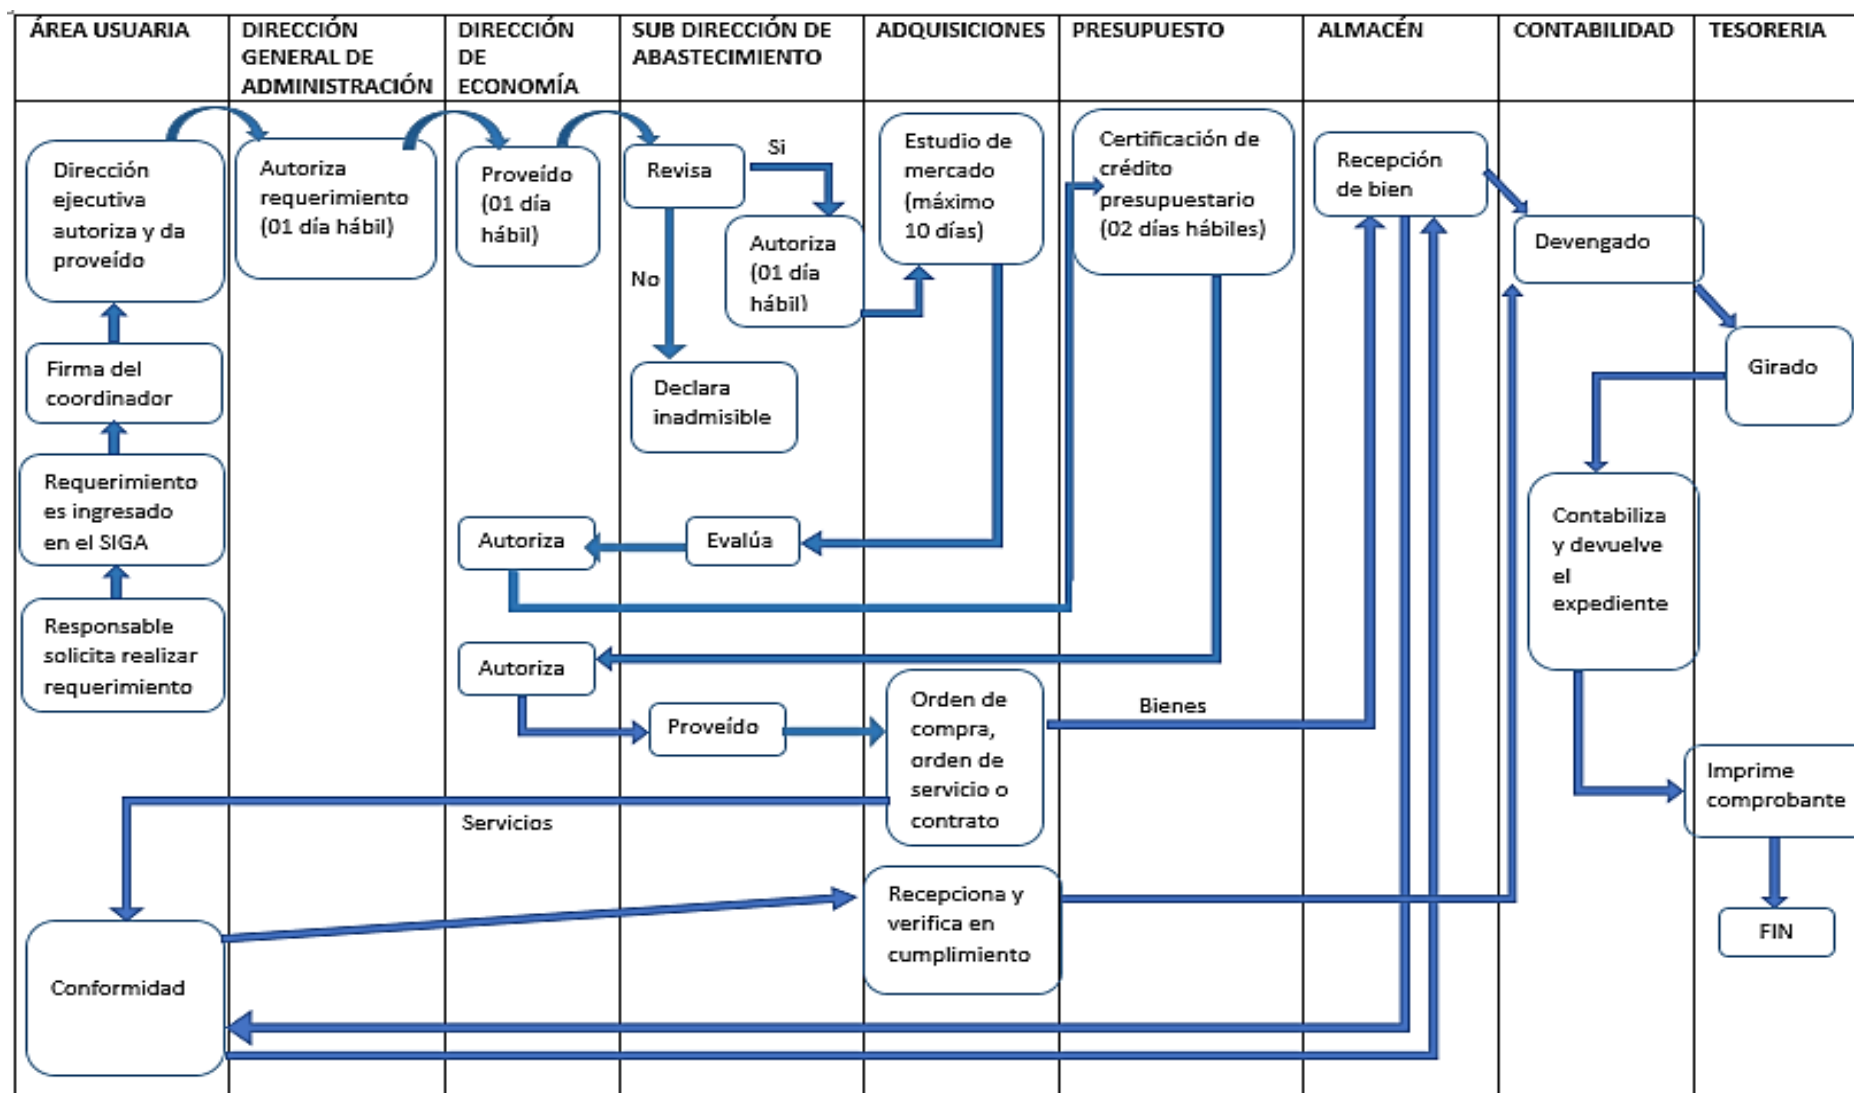 ÁREA USUARIA
DIRECCIÓN
GENERAL DE
ADMINISTRACIÓN
DIRECCIÓN
DE
ECONOMÍA
SUB DIRECCIÓN DE
ABASTECIMIENTO
ADQUISICIONES
PRESUPUESTO
ALMACÉN
CONTABILIDAD
TESORERIA
Dirección
ejecutiva
autoriza y da
proveído
Firma del
coordinador
Requerimiento
es ingresado
en el SIGA
Responsable
solicita realizar
requerimiento
Conformidad
Autoriza
requerimiento
(01 día hábil)
Proveído
(01 día
hábil)
Autoriza
Autoriza
Servicios
Revisa
Si
No
Autoriza
(01 día
hábil)
Declara
inadmisible
Evalúa
Proveído
Estudio de
mercado
(máximo
10 días)
Orden de
compra,
orden de
servicio o
contrato
Recepciona y
verifica en
cumplimiento
Certificación de
crédito
presupuestario
(02 días hábiles)
Bienes
Recepción
de bien
Devengado
Contabiliza
y devuelve
el
expediente
Girado
Imprime
comprobante
FIN